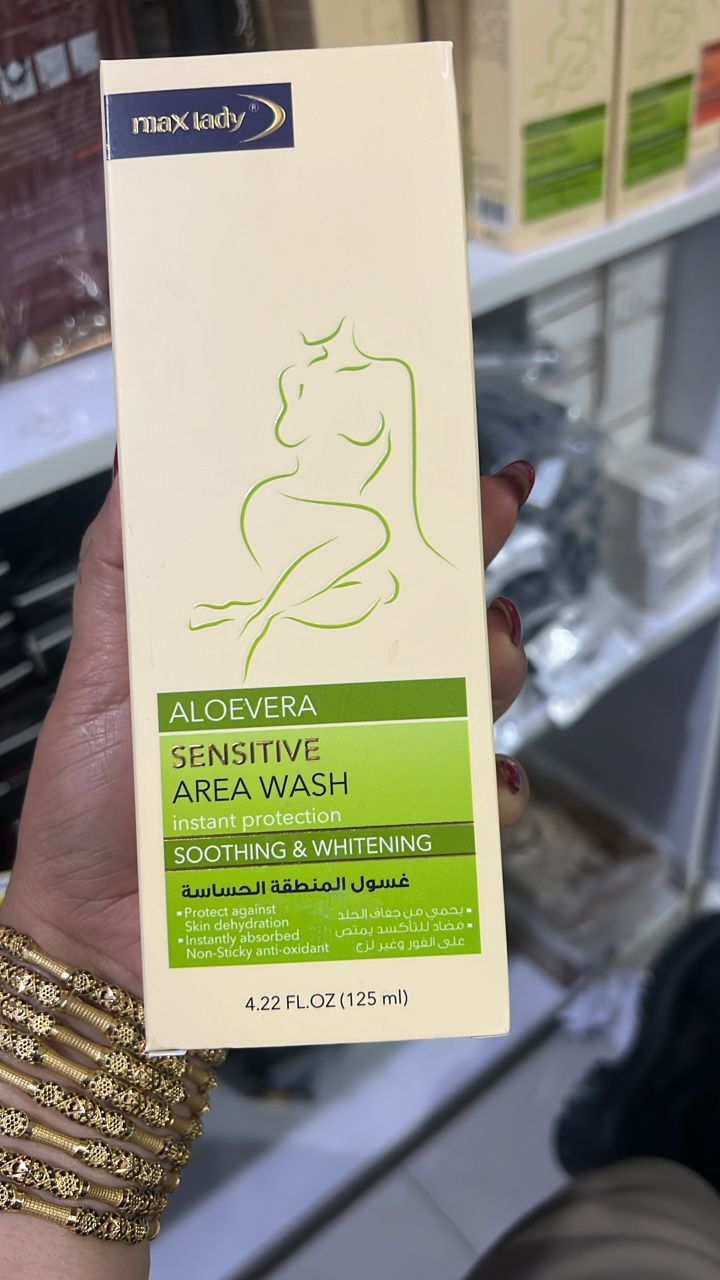 max lady®
ALOEVERA
SENSITIVE
AREA WASH
instant protection
SOOTHING & WHITENING
غسول المنطقة الحساسة
▪Protect against
Skin dehydration
▪Instantly absorbed
Non-Sticky anti-oxidant
▪يحمي من جفاف الجلد
▪مضاد للتأكسد يمتص
على الفور وغير لزج
4.22 FL.OZ (125 ml)